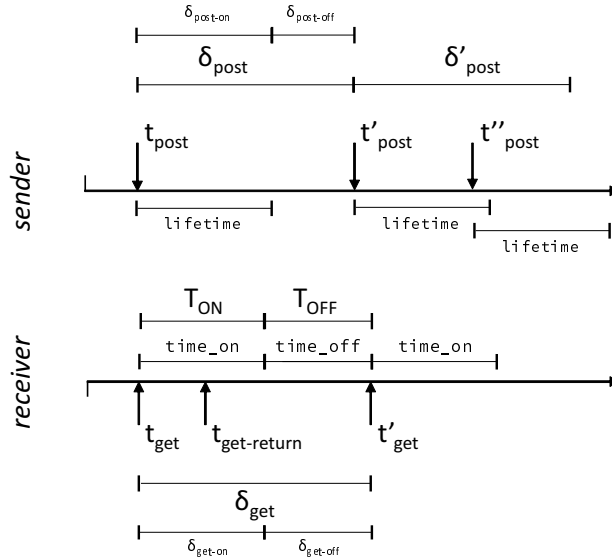 δpost-on δpost-off
δpost δ'post
tpost t'post t''post
sender
lifetime lifetime
lifetime
TON TOFF
time_on time_off time_on
receiver
tget tget-return t'get
δget
δget-on δget-off